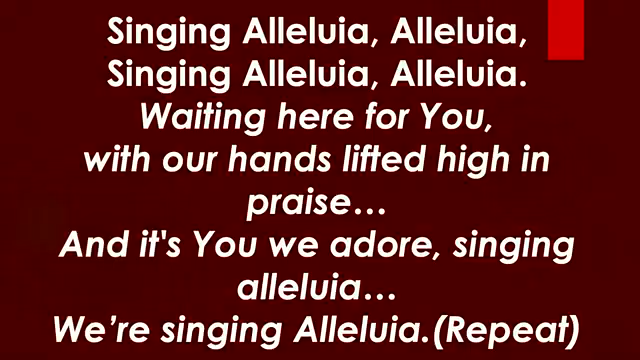 Singing Alleluia, Alleluia,
Singing Alleluia, Alleluia.
Waiting here for You,
with our hands lifted high in
praise…
And it's You we adore, singing
alleluia…
We’re singing Alleluia.(Repeat)